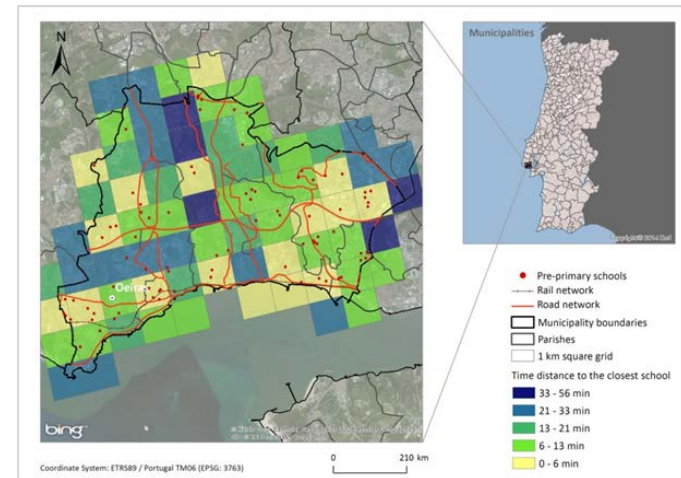 N
Oeiras
bing
Municipalities
Pre-primary schools
Rail network
Road network
Municipality boundaries
Parishes
1 km square grid
Time distance to the closest school
33 - 56 min
21 - 33 min
13 - 21 min
6 - 13 min
0 - 6 min
Coordinate System: ETRS89 / Portugal TM06 (EPSG: 3763)
0 210 km